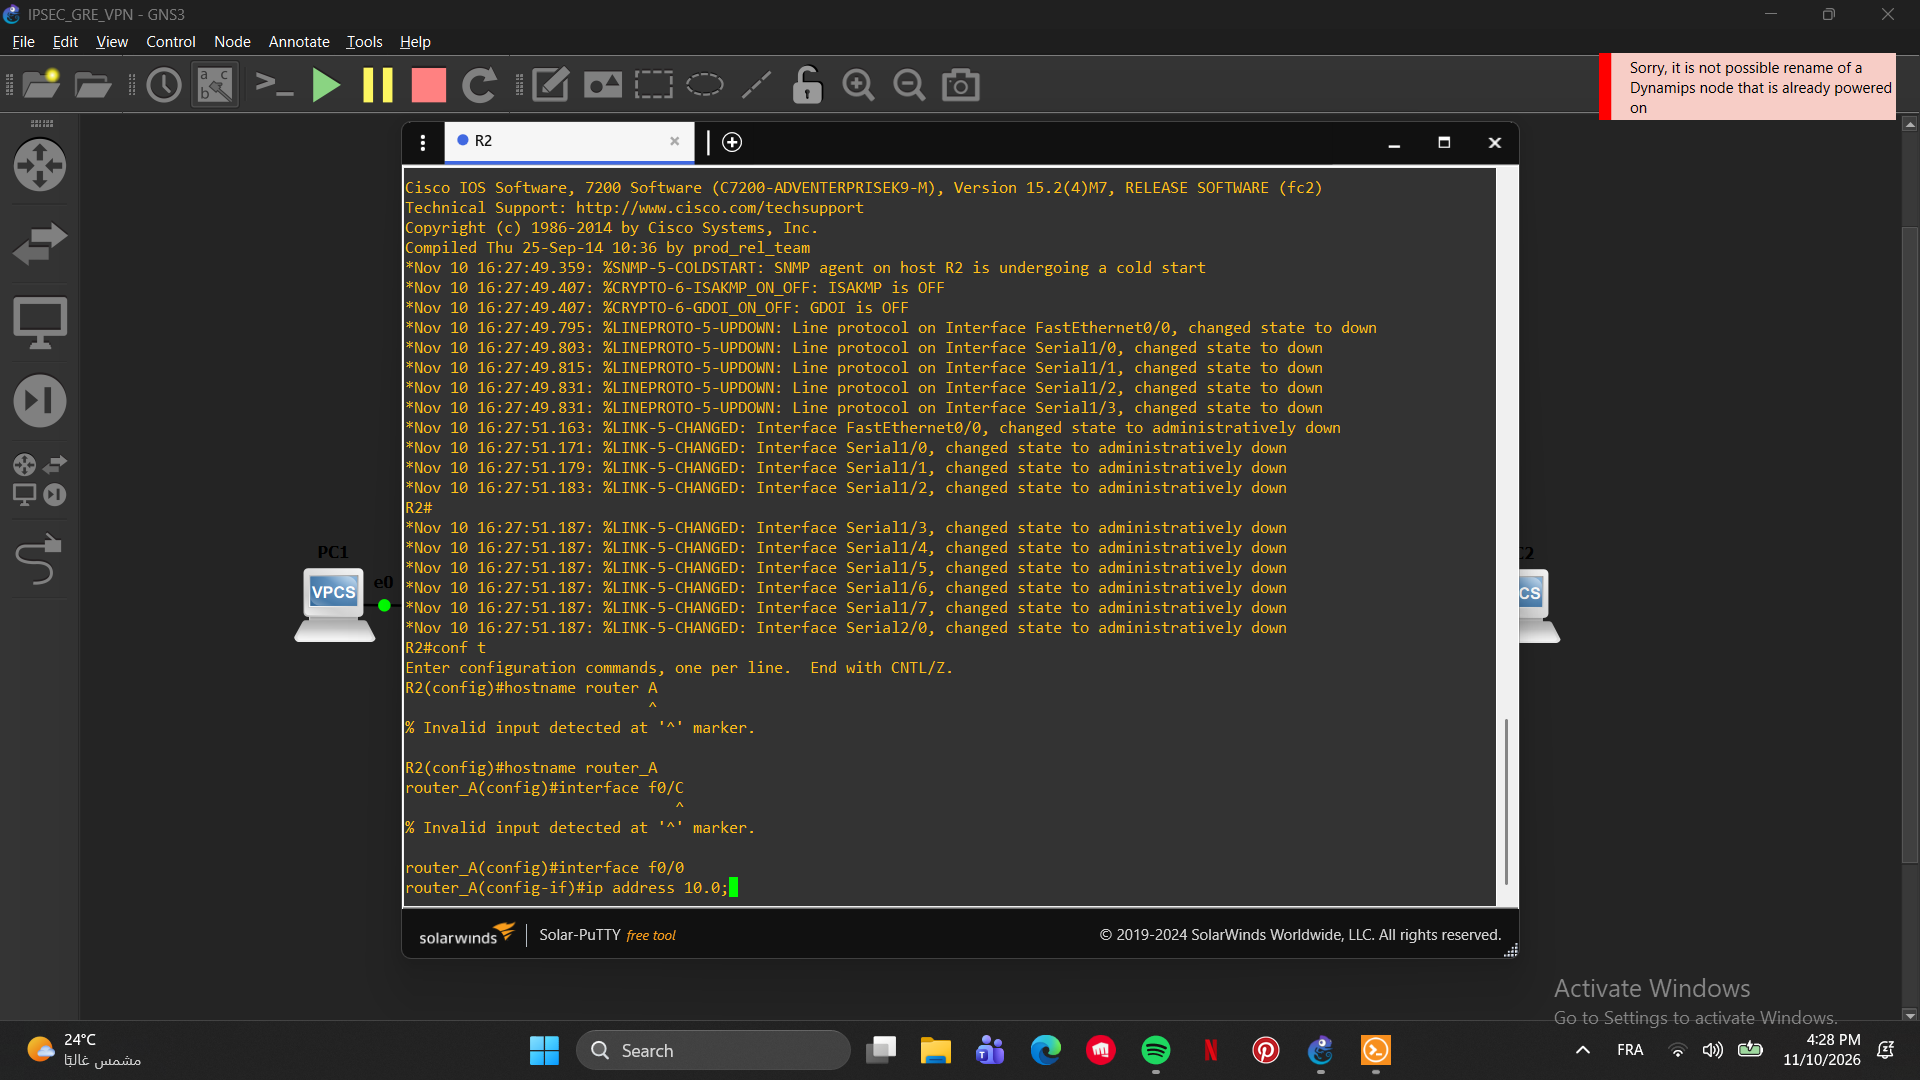 IPSEC_GRE_VPN - GNS3
File Edit View Control Node Annotate Tools Help
Sorry, it is not possible rename of a
Dynamips node that is already powered
on
R2
Cisco IOS Software, 7200 Software (C7200-ADVENTERPRISEK9-M), Version 15.2(4)M7, RELEASE SOFTWARE (fc2)
Technical Support: http://www.cisco.com/techsupport
Copyright (c) 1986-2014 by Cisco Systems, Inc.
Compiled Thu 25-Sep-14 10:36 by prod_rel_team
*Nov 10 16:27:49.359: %SNMP-5-COLDSTART: SNMP agent on host R2 is undergoing a cold start
*Nov 10 16:27:49.407: %CRYPTO-6-ISAKMP_ON_OFF: ISAKMP is OFF
*Nov 10 16:27:49.407: %CRYPTO-6-GDOI_ON_OFF: GDOI is OFF
*Nov 10 16:27:49.795: %LINEPROTO-5-UPDOWN: Line protocol on Interface FastEthernet0/0, changed state to down
*Nov 10 16:27:49.803: %LINEPROTO-5-UPDOWN: Line protocol on Interface Serial1/0, changed state to down
*Nov 10 16:27:49.815: %LINEPROTO-5-UPDOWN: Line protocol on Interface Serial1/1, changed state to down
*Nov 10 16:27:49.831: %LINEPROTO-5-UPDOWN: Line protocol on Interface Serial1/2, changed state to down
*Nov 10 16:27:49.831: %LINEPROTO-5-UPDOWN: Line protocol on Interface Serial1/3, changed state to down
*Nov 10 16:27:51.163: %LINK-5-CHANGED: Interface FastEthernet0/0, changed state to administratively down
*Nov 10 16:27:51.171: %LINK-5-CHANGED: Interface Serial1/0, changed state to administratively down
*Nov 10 16:27:51.179: %LINK-5-CHANGED: Interface Serial1/1, changed state to administratively down
*Nov 10 16:27:51.183: %LINK-5-CHANGED: Interface Serial1/2, changed state to administratively down
R2#
*Nov 10 16:27:51.187: %LINK-5-CHANGED: Interface Serial1/3, changed state to administratively down
*Nov 10 16:27:51.187: %LINK-5-CHANGED: Interface Serial1/4, changed state to administratively down
*Nov 10 16:27:51.187: %LINK-5-CHANGED: Interface Serial1/5, changed state to administratively down
*Nov 10 16:27:51.187: %LINK-5-CHANGED: Interface Serial1/6, changed state to administratively down
*Nov 10 16:27:51.187: %LINK-5-CHANGED: Interface Serial1/7, changed state to administratively down
*Nov 10 16:27:51.187: %LINK-5-CHANGED: Interface Serial2/0, changed state to administratively down
R2#conf t
Enter configuration commands, one per line.  End with CNTL/Z.
R2(config)#hostname router A
^
% Invalid input detected at '^' marker.
R2(config)#hostname router_A
router_A(config)#interface f0/C
^
% Invalid input detected at '^' marker.
router_A(config)#interface f0/0
router_A(config-if)#ip address 10.0;
PC1
VPCS
e0
C2
CS
solarwinds
Solar-PuTTY free tool
© 2019-2024 SolarWinds Worldwide, LLC. All rights reserved.
Activate Windows
Go to Settings to activate Windows.
24°C
مشمس غالبًا
Search
FRA
4:28 PM
11/10/2026